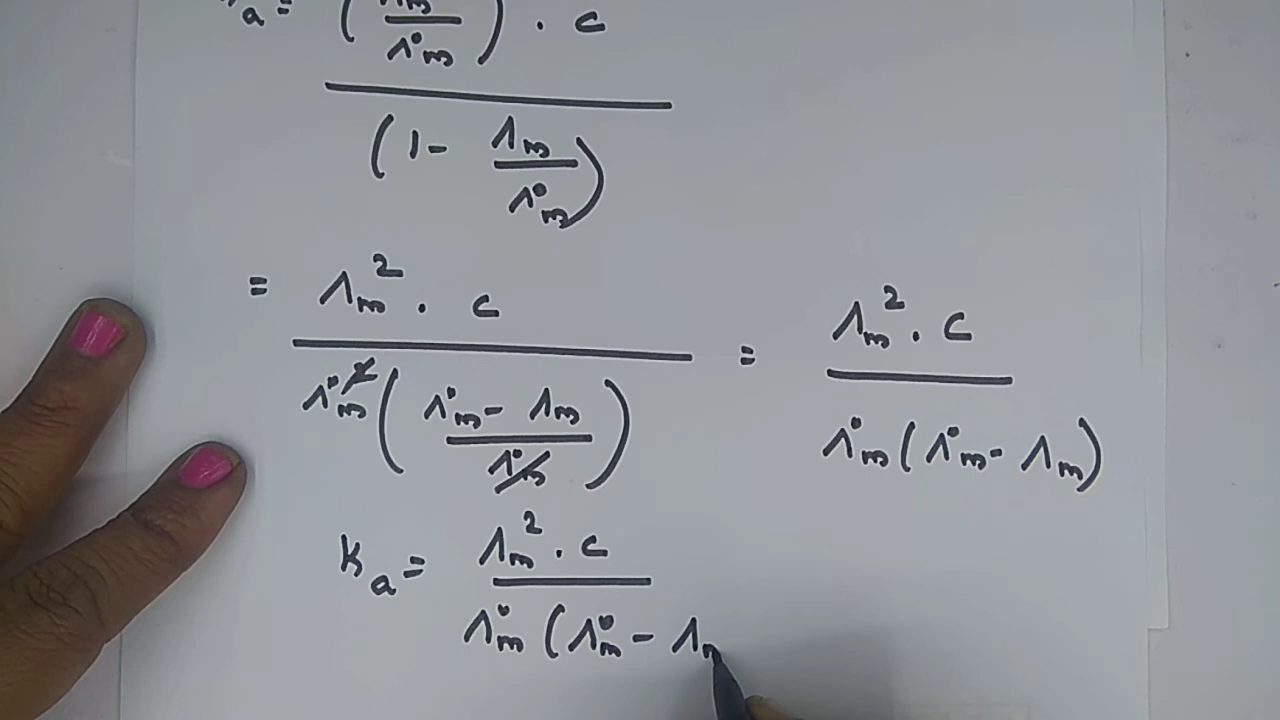 Kₐ = (Λm / Λ°m) · c
(1 - Λm / Λ°m)
= Λm² · c / Λ°m² ( Λ°m - Λm / Λ°m ) = Λm² · c / Λ°m ( Λ°m - Λm )
Kₐ = Λm² · c / Λ°m ( Λ°m - Λm